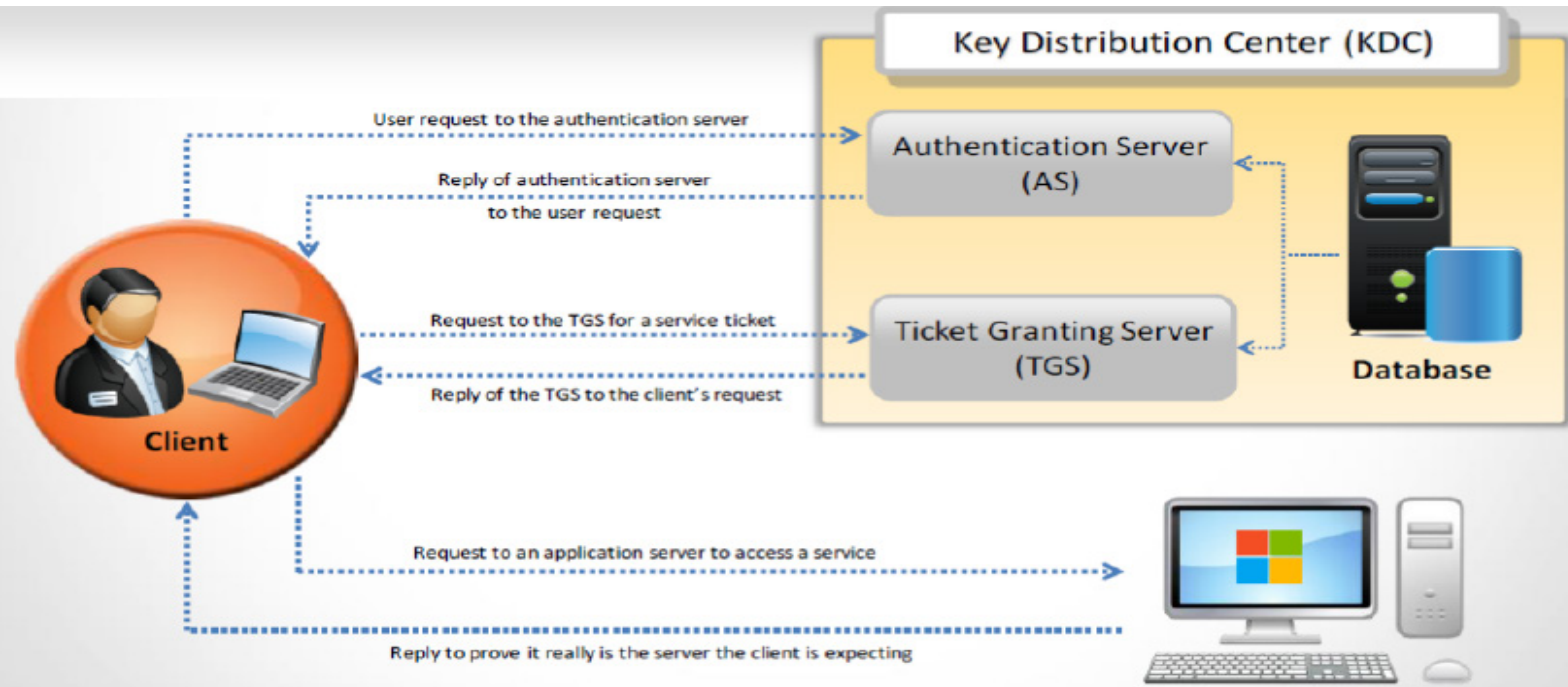 Key Distribution Center (KDC)
User request to the authentication server
Authentication Server
(AS)
Reply of authentication server
to the user request
Request to the TGS for a service ticket
Ticket Granting Server
(TGS)
Reply of the TGS to the client's request
Database
Client
Request to an application server to access a service
Reply to prove it really is the server the client is expecting